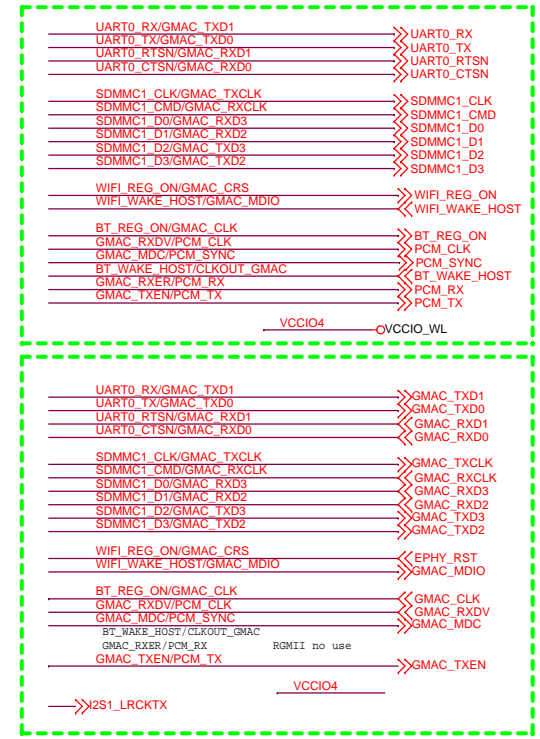 UART0_RX/GMAC_TXD1 UART0_RX
UART0_TX/GMAC_TXD0 UART0_TX
UART0_RTSN/GMAC_RXD1 UART0_RTSN
UART0_CTSN/GMAC_RXD0 UART0_CTSN
SDMMC1_CLK/GMAC_TXCLK SDMMC1_CLK
SDMMC1_CMD/GMAC_RXCLK SDMMC1_CMD
SDMMC1_D0/GMAC_RXD3 SDMMC1_D0
SDMMC1_D1/GMAC_RXD2 SDMMC1_D1
SDMMC1_D2/GMAC_TXD3 SDMMC1_D2
SDMMC1_D3/GMAC_TXD2 SDMMC1_D3
WIFI_REG_ON/GMAC_CRS WIFI_REG_ON
WIFI_WAKE_HOST/GMAC_MDIO WIFI_WAKE_HOST
BT_REG_ON/GMAC_CLK BT_REG_ON
GMAC_RXDV/PCM_CLK PCM_CLK
GMAC_MDC/PCM_SYNC PCM_SYNC
BT_WAKE_HOST/CLKOUT_GMAC BT_WAKE_HOST
GMAC_RXER/PCM_RX PCM_RX
GMAC_TXEN/PCM_TX PCM_TX
VCCIO4 VCCIO_WL
UART0_RX/GMAC_TXD1 GMAC_TXD1
UART0_TX/GMAC_TXD0 GMAC_TXD0
UART0_RTSN/GMAC_RXD1 GMAC_RXD1
UART0_CTSN/GMAC_RXD0 GMAC_RXD0
SDMMC1_CLK/GMAC_TXCLK GMAC_TXCLK
SDMMC1_CMD/GMAC_RXCLK GMAC_RXCLK
SDMMC1_D0/GMAC_RXD3 GMAC_RXD3
SDMMC1_D1/GMAC_RXD2 GMAC_RXD2
SDMMC1_D2/GMAC_TXD3 GMAC_TXD3
SDMMC1_D3/GMAC_TXD2 GMAC_TXD2
WIFI_REG_ON/GMAC_CRS EPHY_RST
WIFI_WAKE_HOST/GMAC_MDIO GMAC_MDIO
BT_REG_ON/GMAC_CLK GMAC_CLK
GMAC_RXDV/PCM_CLK GMAC_RXDV
GMAC_MDC/PCM_SYNC GMAC_MDC
BT_WAKE_HOST/CLKOUT_GMAC
GMAC_RXER/PCM_RX RGMII no use
GMAC_TXEN/PCM_TX GMAC_TXEN
VCCIO4
I2S1_LRCKTX